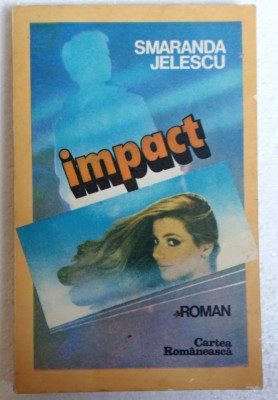 SMARANDA
JELESCU
impact
ROMAN
Cartea
Românească